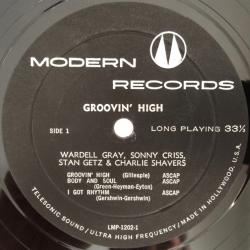 MODERN
RECORDS
GROOVIN' HIGH
SIDE 1
LONG PLAYING 33⅓
WARDELL GRAY, SONNY CRISS,
STAN GETZ & CHARLIE SHAVERS
GROOVIN' HIGH (Gillespie) ASCAP
BODY AND SOUL ASCAP
(Green-Heyman-Eyton)
I GOT RHYTHM ASCAP
(Gershwin-Gershwin)
LMP-1202-1
TELESONIC SOUND / ULTRA HIGH FREQUENCY / MADE IN HOLLYWOOD, U.S.A.